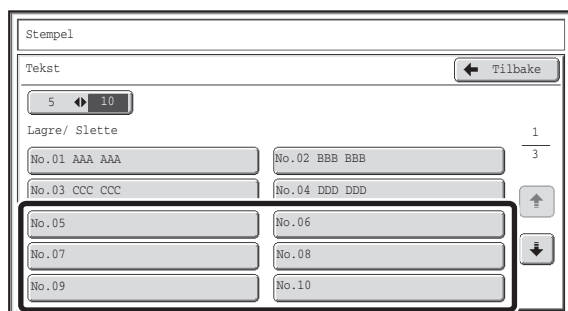 Stempel
Tekst
Tilbake
5 10
Lagre/ Slette
1
3
No.01 AAA AAA
No.02 BBB BBB
No.03 CCC CCC
No.04 DDD DDD
No.05
No.06
No.07
No.08
No.09
No.10